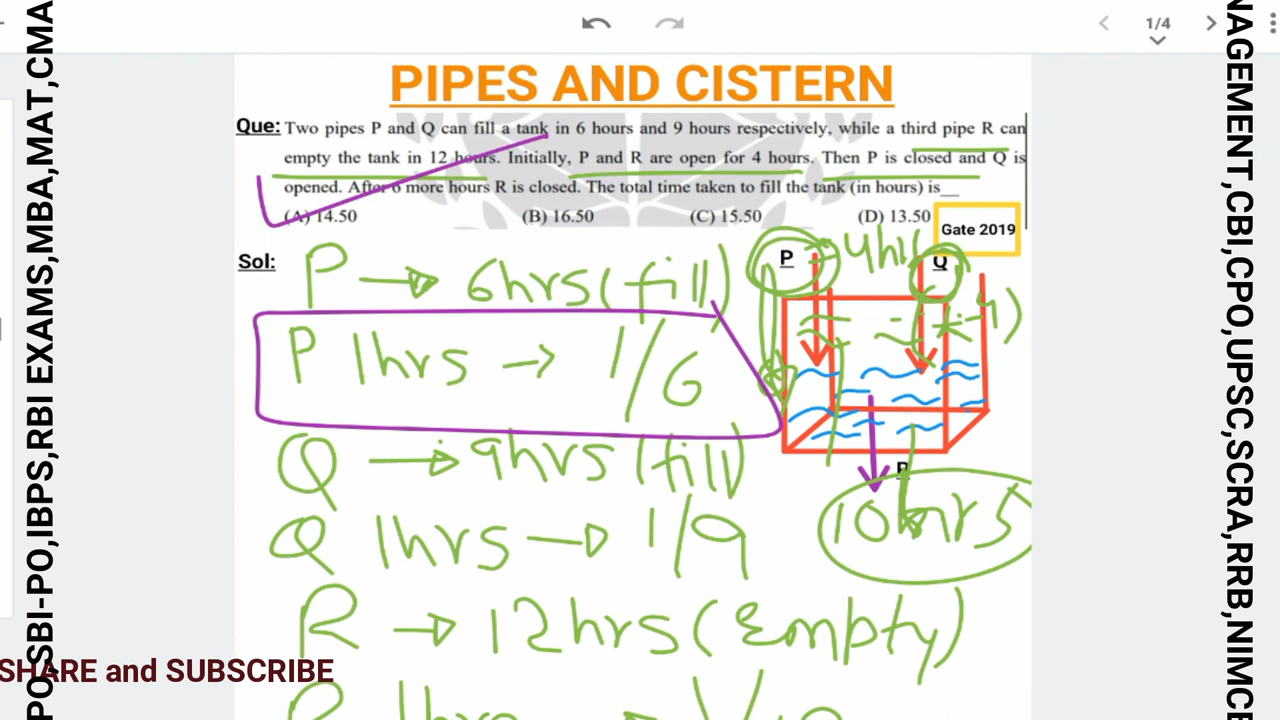 1/4
PIPES AND CISTERN
Que: Two pipes P and Q can fill a tank in 6 hours and 9 hours respectively, while a third pipe R can
empty the tank in 12 hours. Initially, P and R are open for 4 hours. Then P is closed and Q is
opened. After 6 more hours R is closed. The total time taken to fill the tank (in hours) is__
(A) 14.50 (B) 16.50 (C) 15.50 (D) 13.50
Gate 2019
Sol:
P → 6hrs(fill)
P 1hrs → 1/6
Q → 9hrs (fill)
Q 1hrs → 1/9
R → 12hrs(Empty)
P
Q
R
10hrs
PO,SBI-PO,IBPS,RBI EXAMS,MBA,MAT,CMA
NAGEMENT,CBI,CPO,UPSC,SCRA,RRB,NIMCE
SHARE and SUBSCRIBE